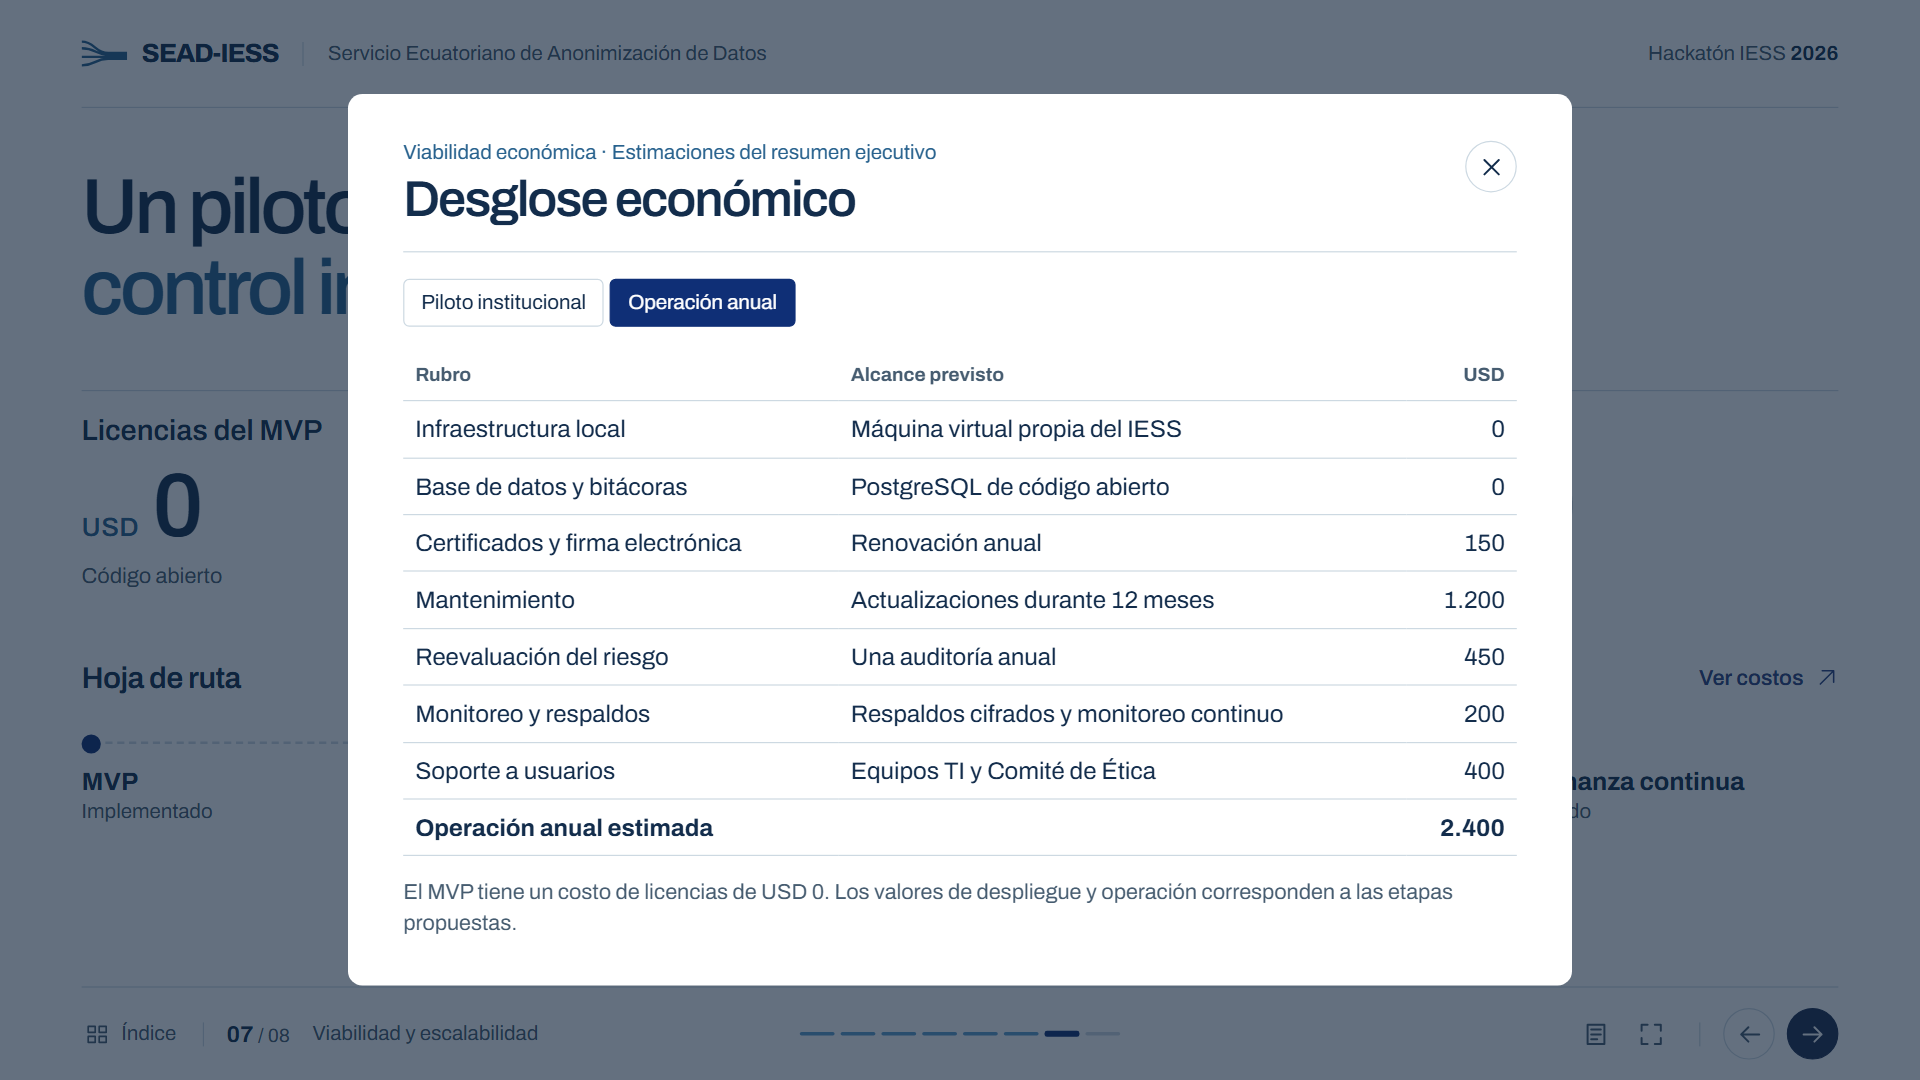 SEAD-IESS
Servicio Ecuatoriano de Anonimización de Datos
Hackatón IESS 2026
Un piloto
control
Viabilidad económica · Estimaciones del resumen ejecutivo
Desglose económico
Piloto institucional
Operación anual
Rubro Alcance previsto USD
Infraestructura local Máquina virtual propia del IESS 0
Base de datos y bitácoras PostgreSQL de código abierto 0
Certificados y firma electrónica Renovación anual 150
Mantenimiento Actualizaciones durante 12 meses 1.200
Reevaluación del riesgo Una auditoría anual 450
Monitoreo y respaldos Respaldos cifrados y monitoreo continuo 200
Soporte a usuarios Equipos TI y Comité de Ética 400
Operación anual estimada 2.400
El MVP tiene un costo de licencias de USD 0. Los valores de despliegue y operación corresponden a las etapas
propuestas.
Licencias del MVP
USD 0
Código abierto
Hoja de ruta
Ver costos
MVP
Implementado
nanza continua
do
Índice
07 / 08
Viabilidad y escalabilidad